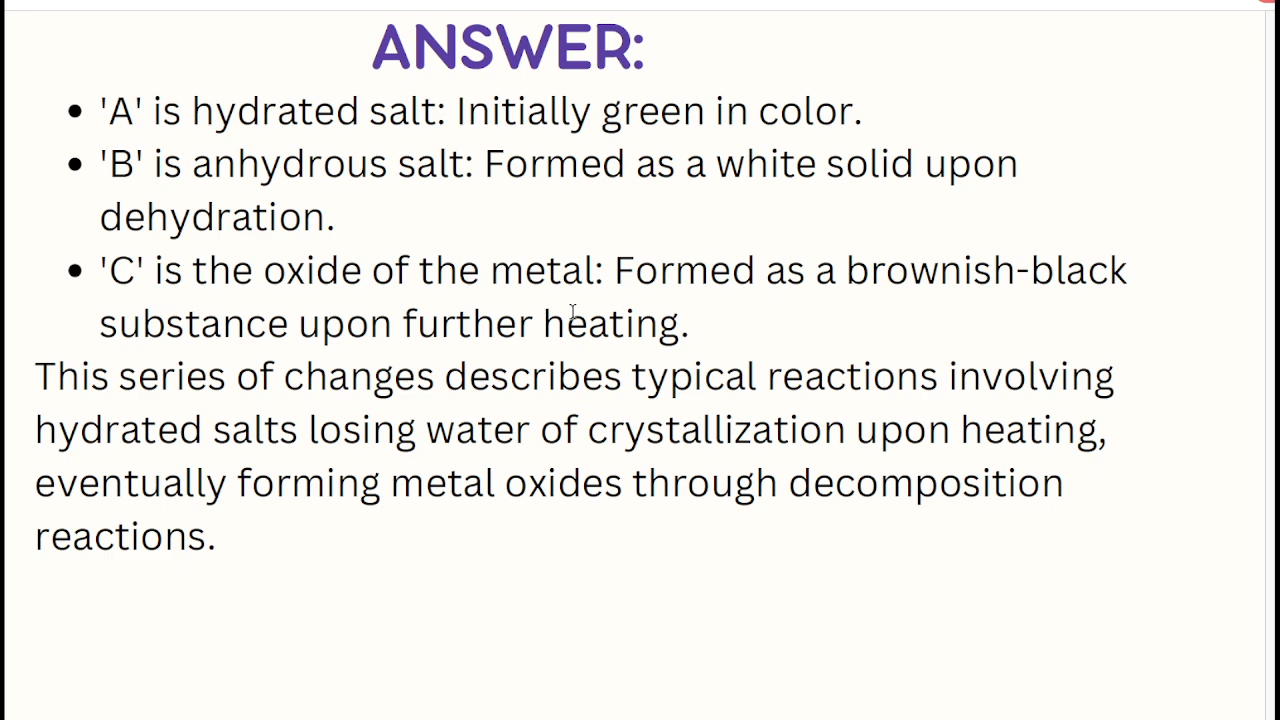 ANSWER:
• 'A' is hydrated salt: Initially green in color.
• 'B' is anhydrous salt: Formed as a white solid upon
dehydration.
• 'C' is the oxide of the metal: Formed as a brownish-black
substance upon further heating.
This series of changes describes typical reactions involving
hydrated salts losing water of crystallization upon heating,
eventually forming metal oxides through decomposition
reactions.